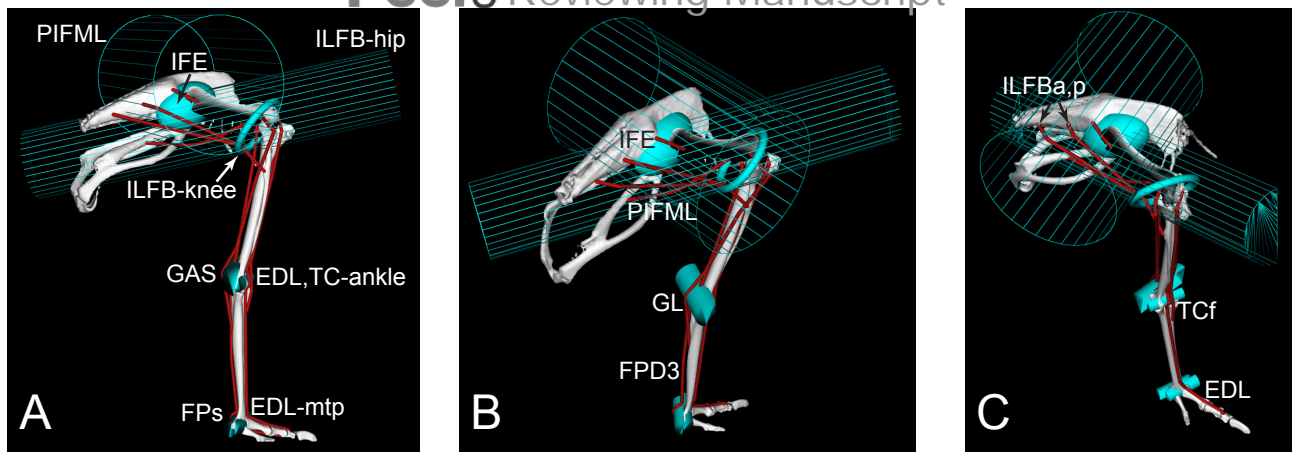 Reviewing Manuscript
PIFML
ILFB-hip
IFE
ILFB-knee
GAS
EDL,TC-ankle
FPs
EDL-mtp
A
IFE
PIFML
GL
FPD3
B
ILFBa,p
TCf
EDL
C